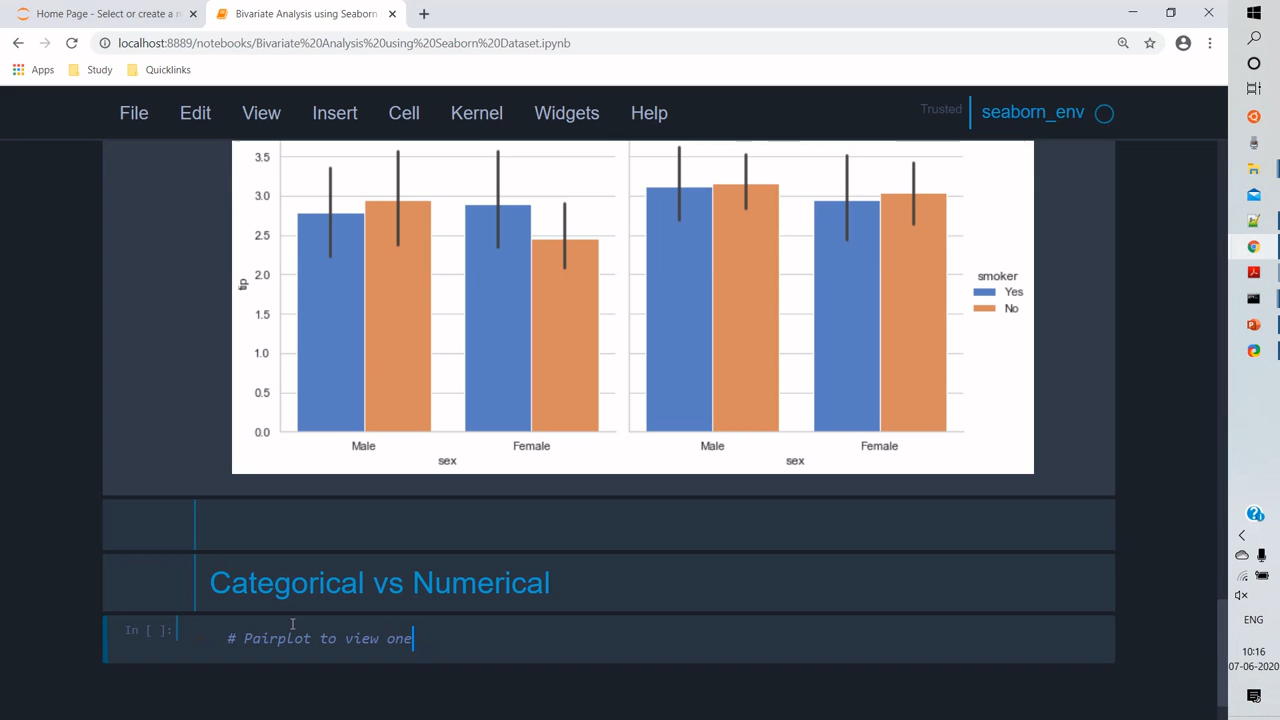 Home Page - Select or create a n
Bivariate Analysis using Seaborn
localhost:8889/notebooks/Bivariate%20Analysis%20using%20Seaborn%20Dataset.ipynb
Apps Study Quicklinks
File Edit View Insert Cell Kernel Widgets Help Trusted seaborn_env
3.5
3.0
2.5
2.0
1.5
1.0
0.5
0.0
tip
Male Female Male Female
sex sex
smoker
Yes
No
Categorical vs Numerical
In [ ]: # Pairplot to view one
ENG
10:16
07-06-2020